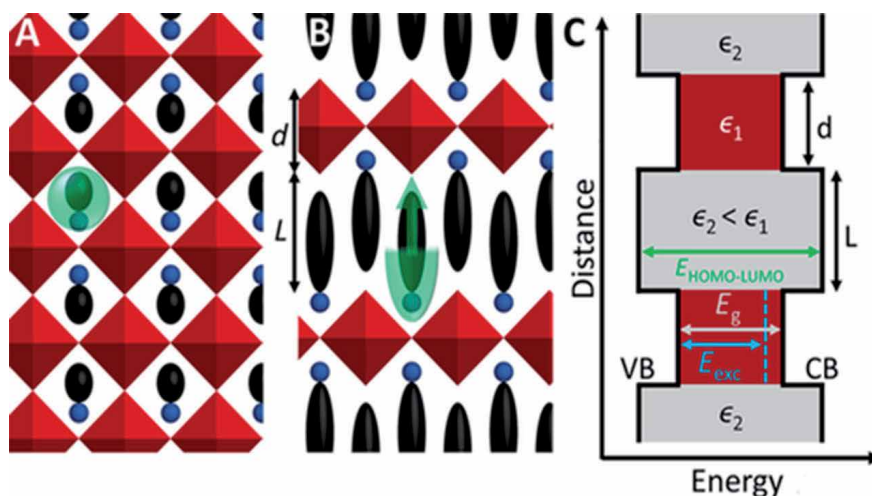 A
B
C
d
L
Distance
ϵ2
ϵ1
d
ϵ2 < ϵ1
L
EHOMO-LUMO
Eg
Eexc
VB
CB
ϵ2
Energy